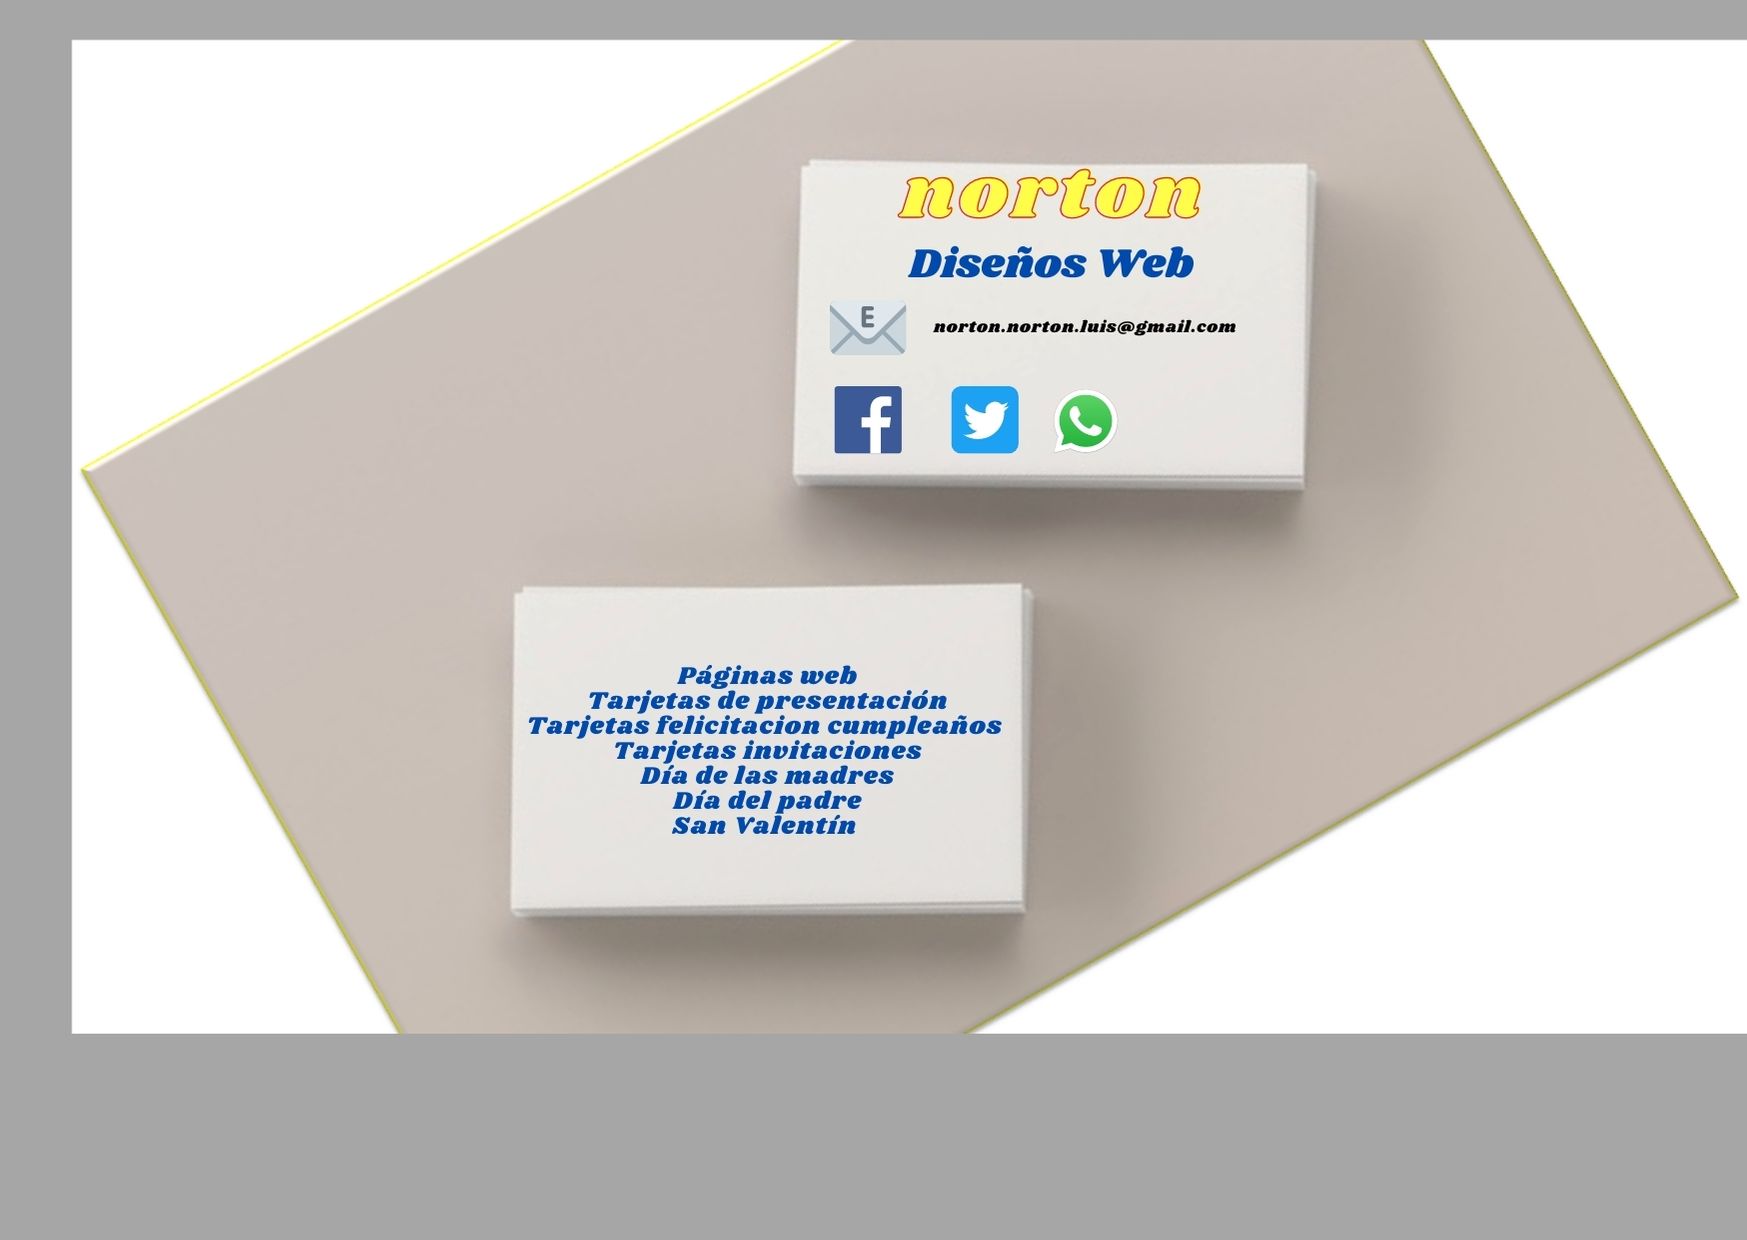 norton
Diseños Web
E
norton.norton.luis@gmail.com
Páginas web
Tarjetas de presentación
Tarjetas felicitacion cumpleaños
Tarjetas invitaciones
Día de las madres
Día del padre
San Valentín